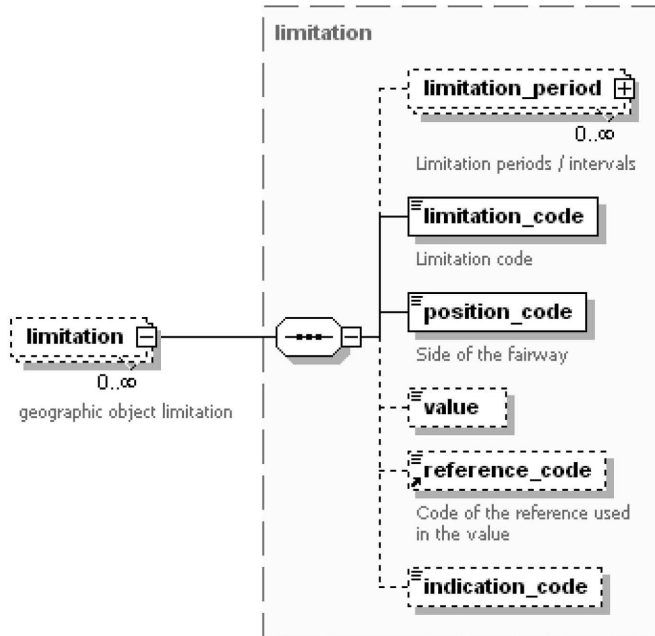 limitation
limitation_period
0..∞
Limitation periods / intervals
limitation_code
Limitation code
position_code
Side of the fairway
limitation
0..∞
geographic object limitation
value
reference_code
Code of the reference used
in the value
indication_code